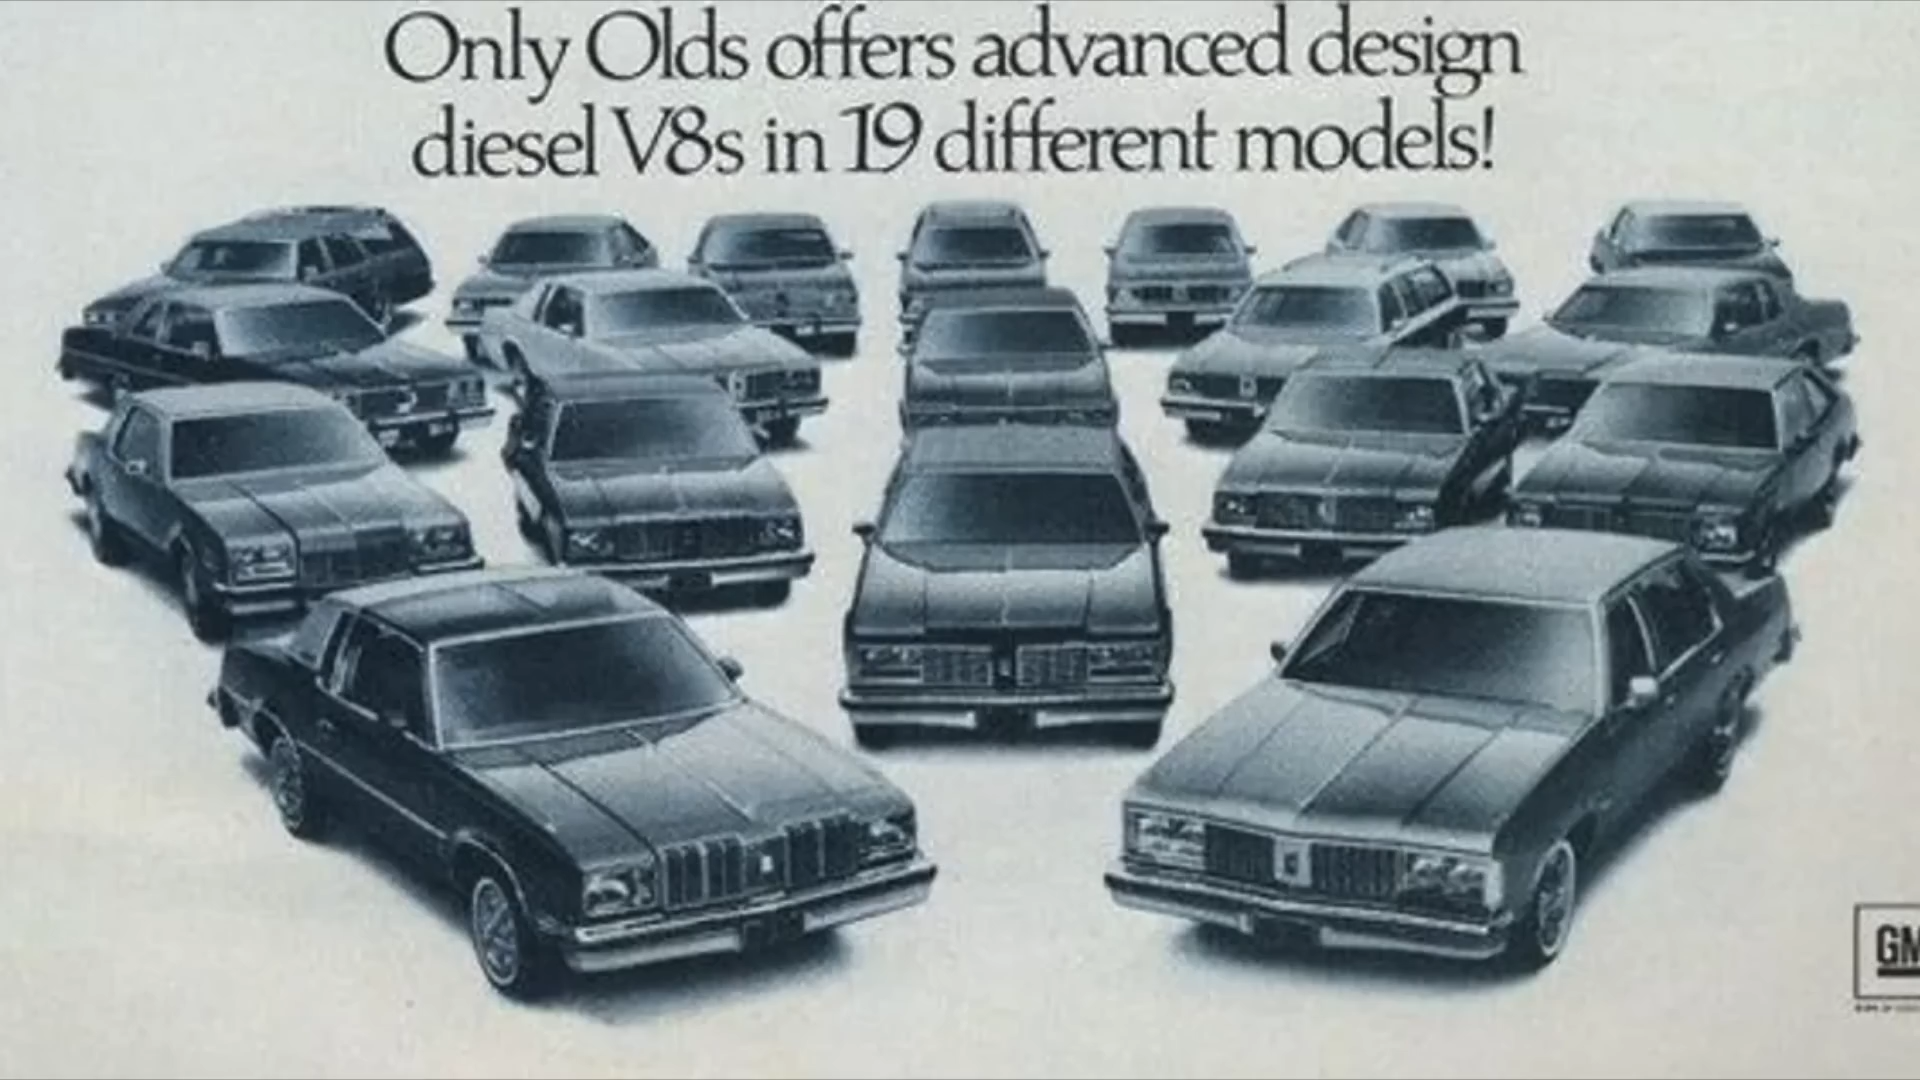 Only Olds offers advanced design
diesel V8s in 19 different models!
GM